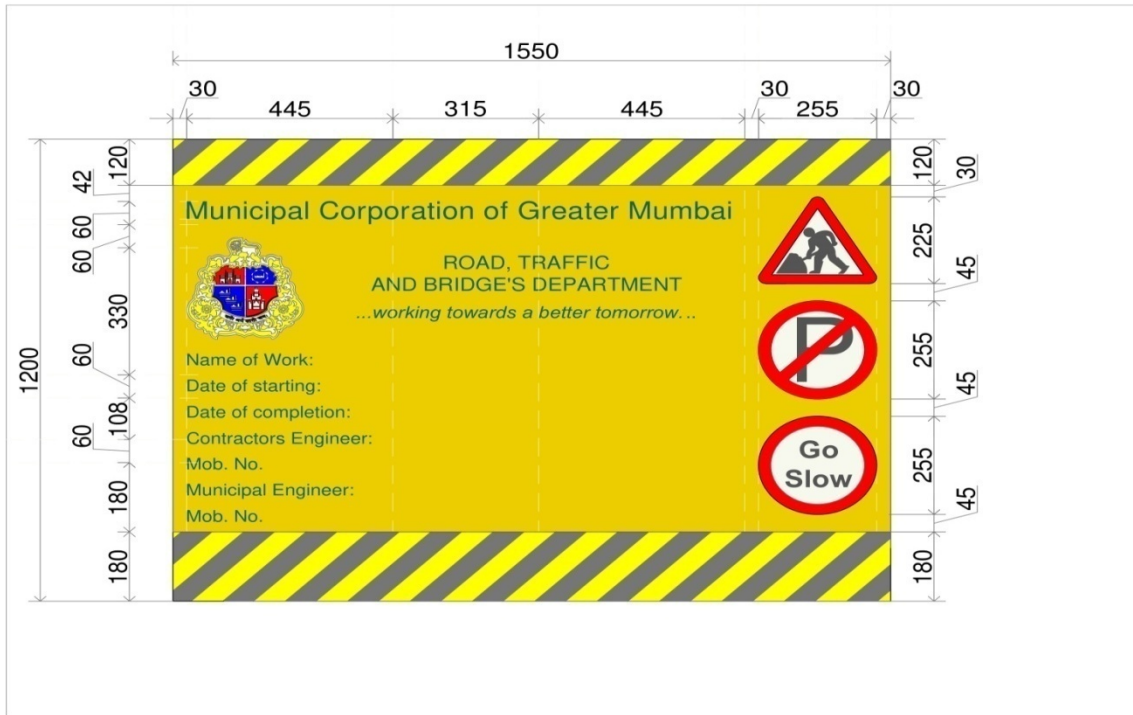 1550
30
445
315
445
30
255
30
1200
120
42
60
60
330
60
108
60
180
180
Municipal Corporation of Greater Mumbai
ROAD, TRAFFIC
AND BRIDGE'S DEPARTMENT
...working towards a better tomorrow...
Name of Work:
Date of starting:
Date of completion:
Contractors Engineer:
Mob. No.
Municipal Engineer:
Mob. No.
P
Go
Slow
120
30
225
45
255
45
255
45
180